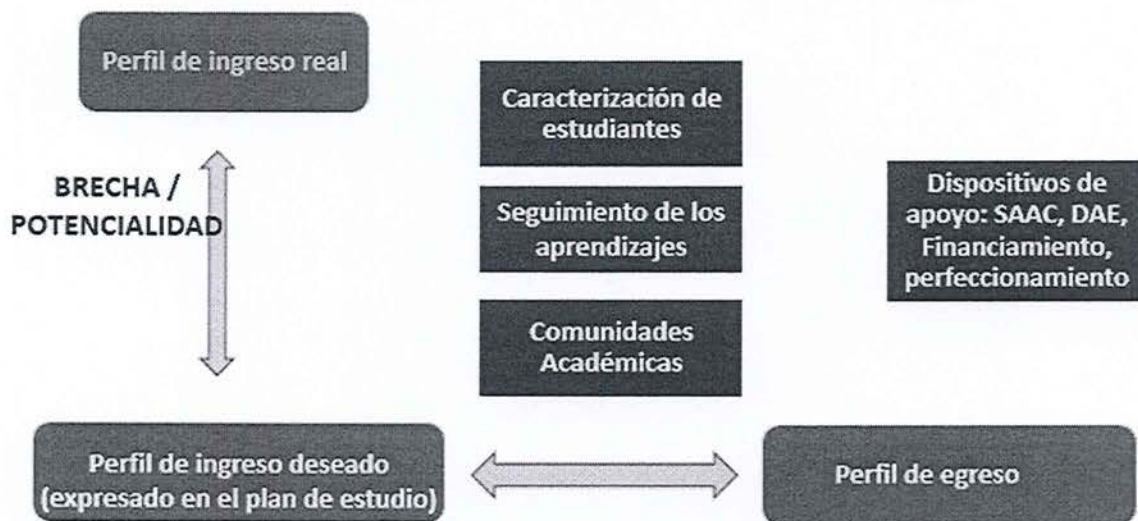 Perfil de ingreso real
Caracterización de
estudiantes
BRECHA /
POTENCIALIDAD
Seguimiento de los
aprendizajes
Dispositivos de
apoyo: SAAC, DAE,
Financiamiento,
perfeccionamiento
Comunidades
Académicas
Perfil de ingreso deseado
(expresado en el plan de estudio)
Perfil de egreso